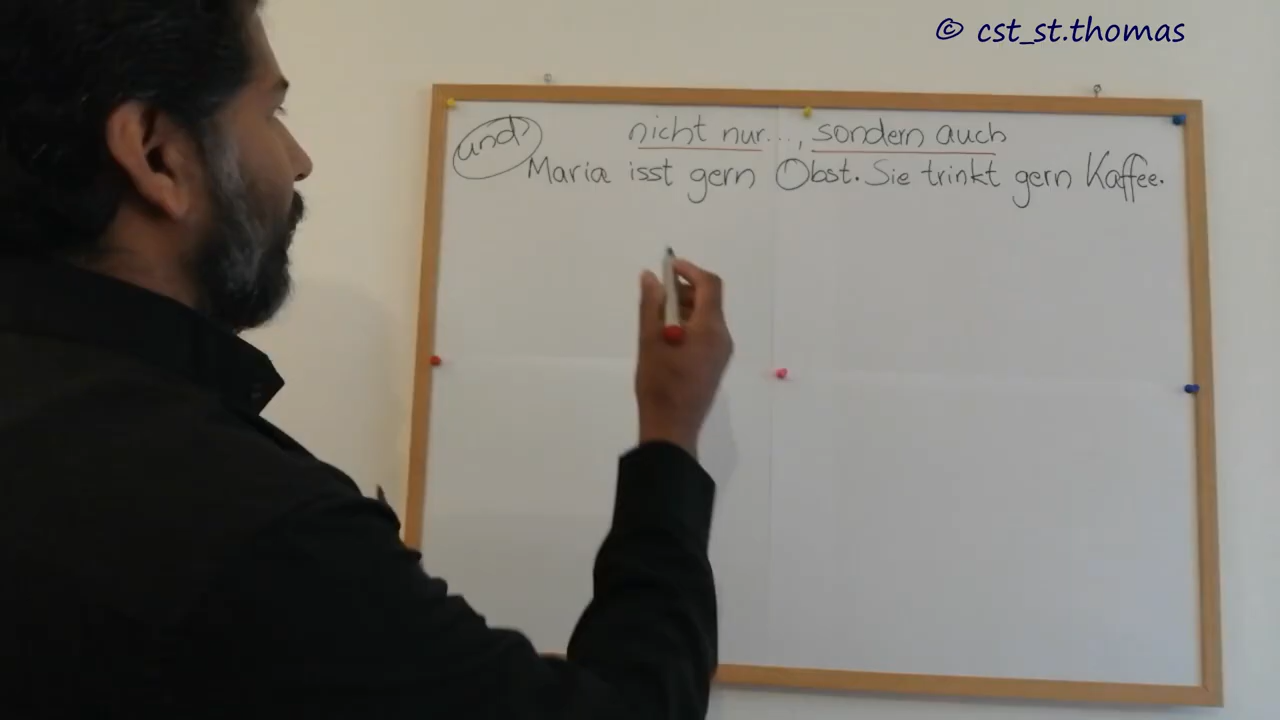 © cst_st.thomas
und nicht nur..., sondern auch
Maria isst gern Obst. Sie trinkt gern Kaffee.